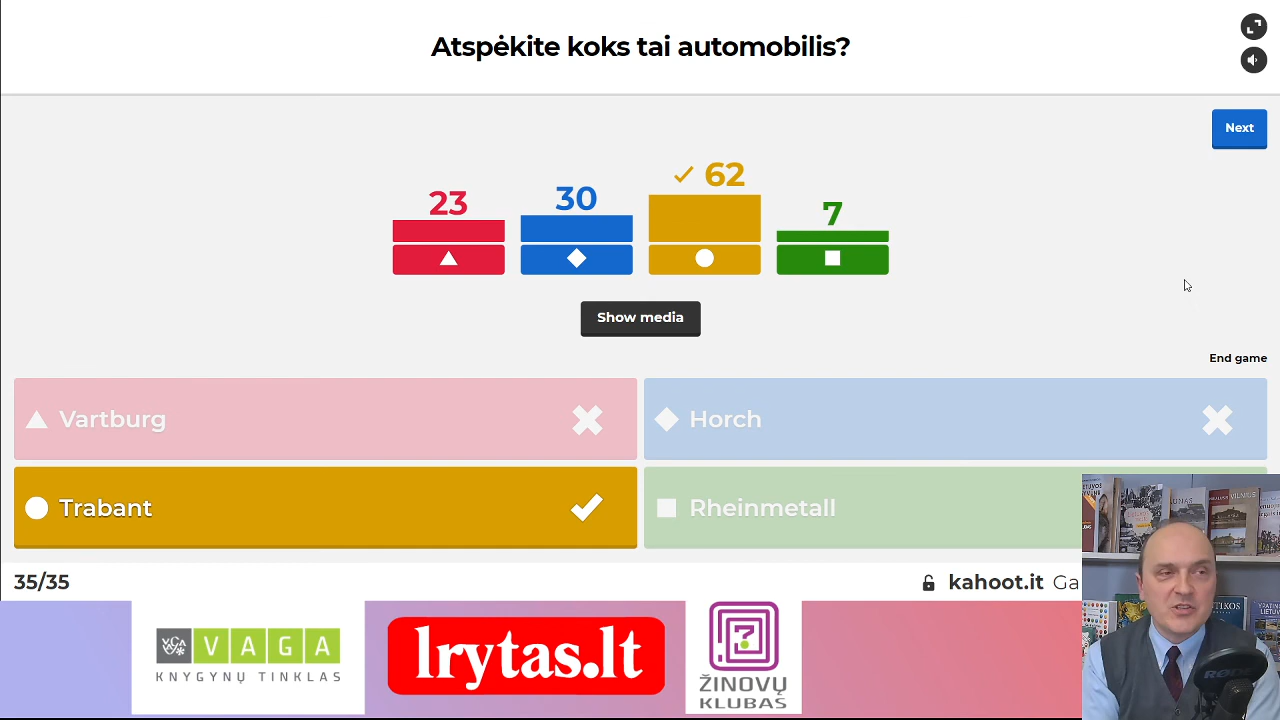 Atspėkite koks tai automobilis?
Next
23
30
62
7
Show media
End game
Vartburg
Horch
Trabant
Rheinmetall
35/35
kahoot.it Ga
VAGA
KNYGYNŲ TINKLAS
lrytas.lt
ŽINOVŲ
KLUBAS